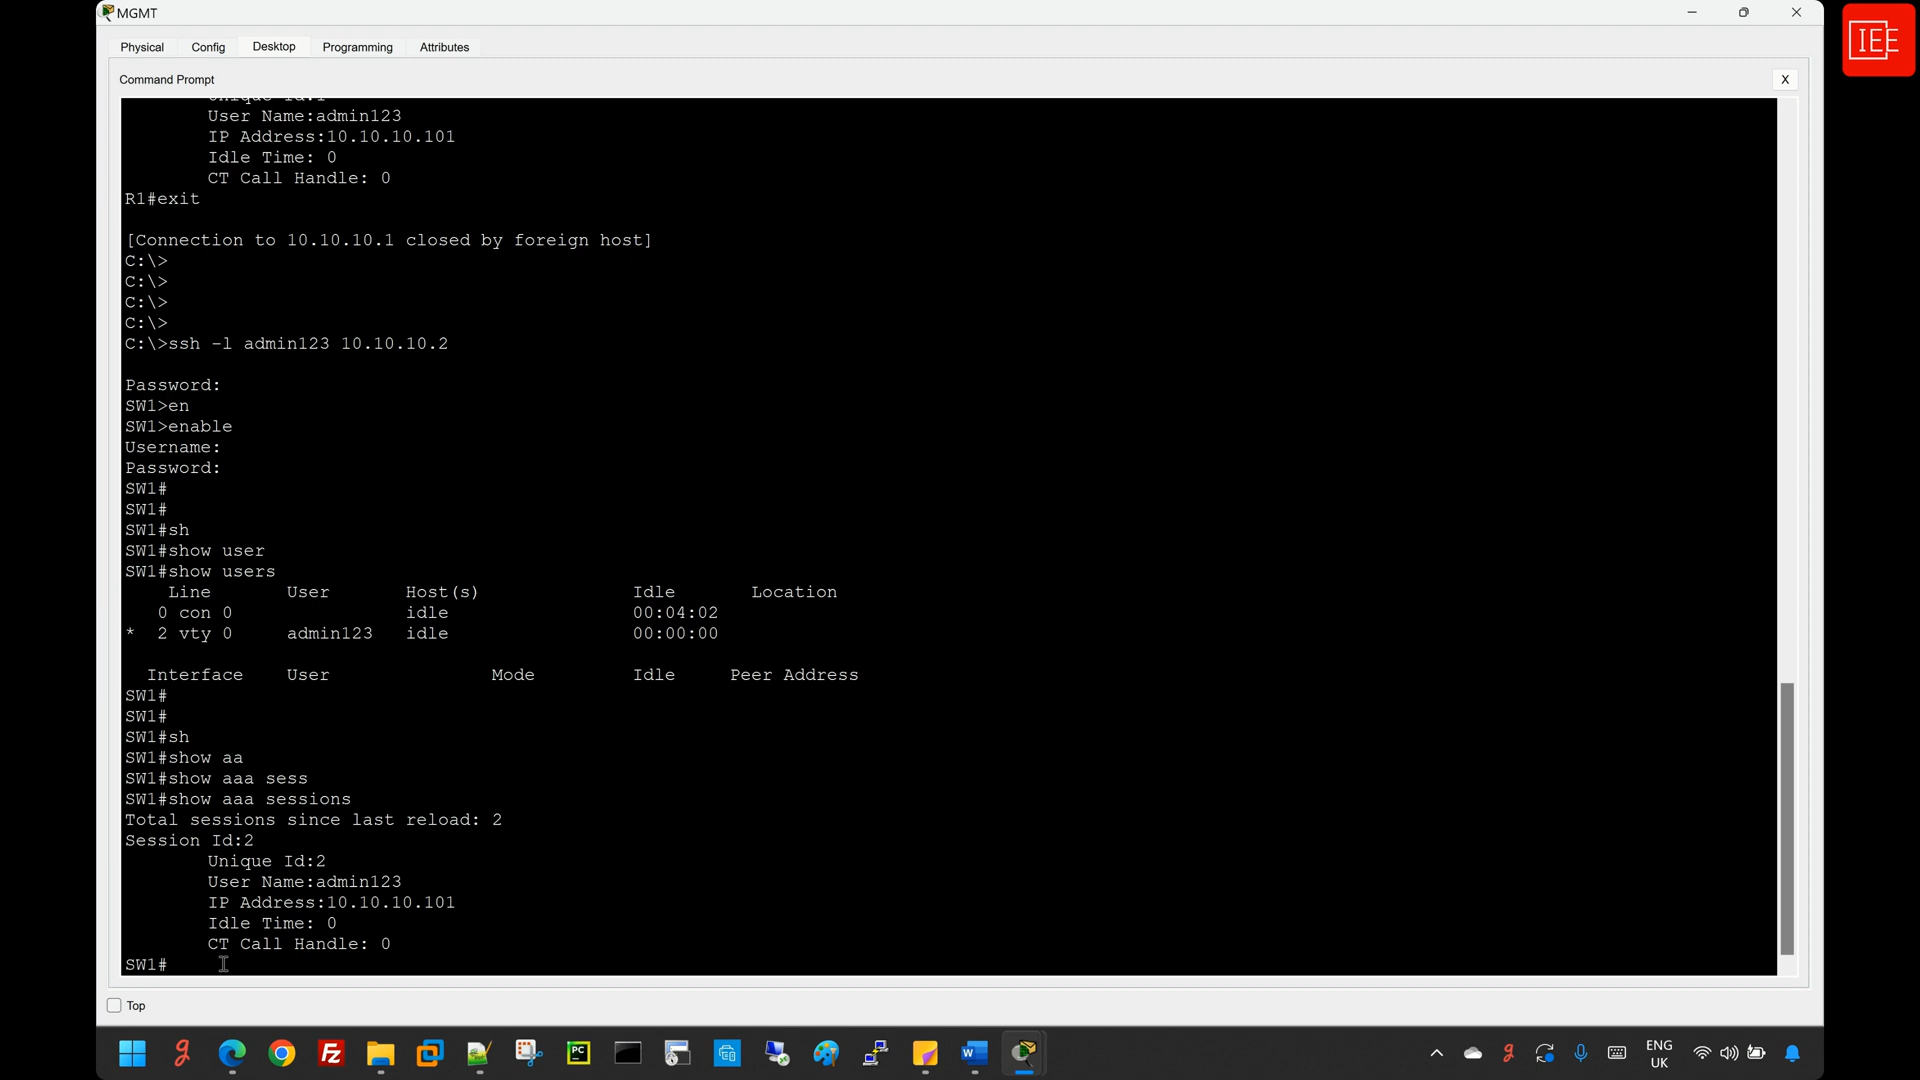 MGMT
IEE
Physical Config Desktop Programming Attributes
Command Prompt
X
Unique Id:1
User Name:admin123
IP Address:10.10.10.101
Idle Time: 0
CT Call Handle: 0
R1#exit
[Connection to 10.10.10.1 closed by foreign host]
C:\>
C:\>
C:\>
C:\>
C:\>ssh -l admin123 10.10.10.2
Password:
SW1>en
SW1>enable
Username:
Password:
SW1#
SW1#
SW1#sh
SW1#show user
SW1#show users
Line User Host(s) Idle Location
0 con 0 idle 00:04:02
* 2 vty 0 admin123 idle 00:00:00
Interface User Mode Idle Peer Address
SW1#
SW1#
SW1#sh
SW1#show aa
SW1#show aaa sess
SW1#show aaa sessions
Total sessions since last reload: 2
Session Id:2
Unique Id:2
User Name:admin123
IP Address:10.10.10.101
Idle Time: 0
CT Call Handle: 0
SW1#
Top
ENG
UK